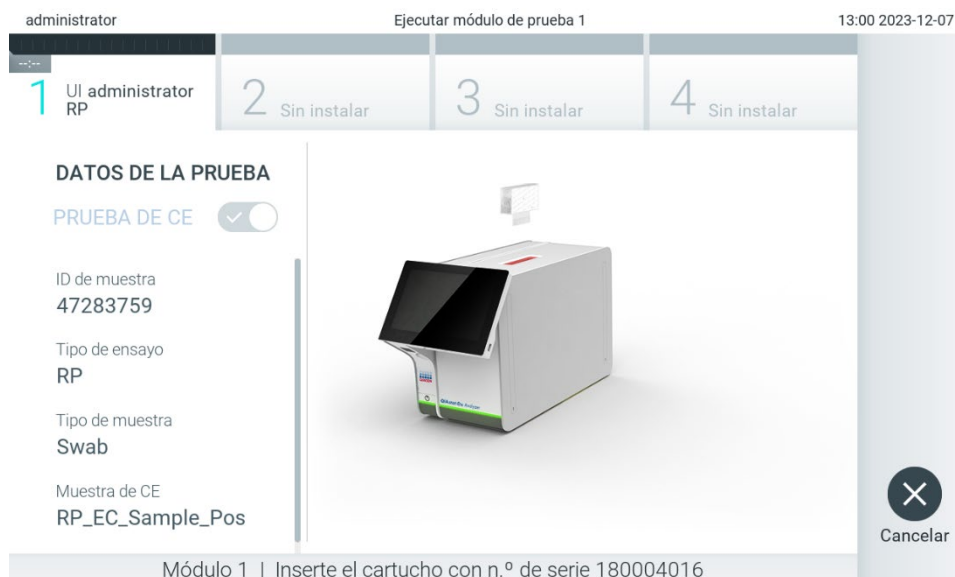 administrator
Ejecutar módulo de prueba 1
13:00 2023-12-07
--:--
1 UI administrator
RP
2 Sin instalar
3 Sin instalar
4 Sin instalar
DATOS DE LA PRUEBA
PRUEBA DE CE
ID de muestra
47283759
Tipo de ensayo
RP
Tipo de muestra
Swab
Muestra de CE
RP_EC_Sample_Pos
Cancelar
Módulo 1 | Inserte el cartucho con n.º de serie 180004016